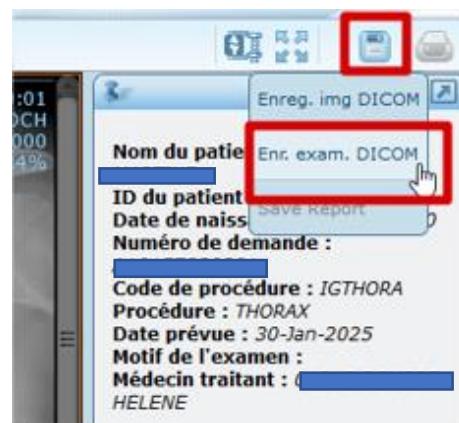 :01
OCH
000
4%
Enreg. img DICOM
Enr. exam. DICOM
Save Report
Nom du patie
ID du patient
Date de naiss
Numéro de demande :
Code de procédure : IGTHORA
Procédure : THORAX
Date prévue : 30-Jan-2025
Motif de l'examen :
Médecin traitant :
HELENE